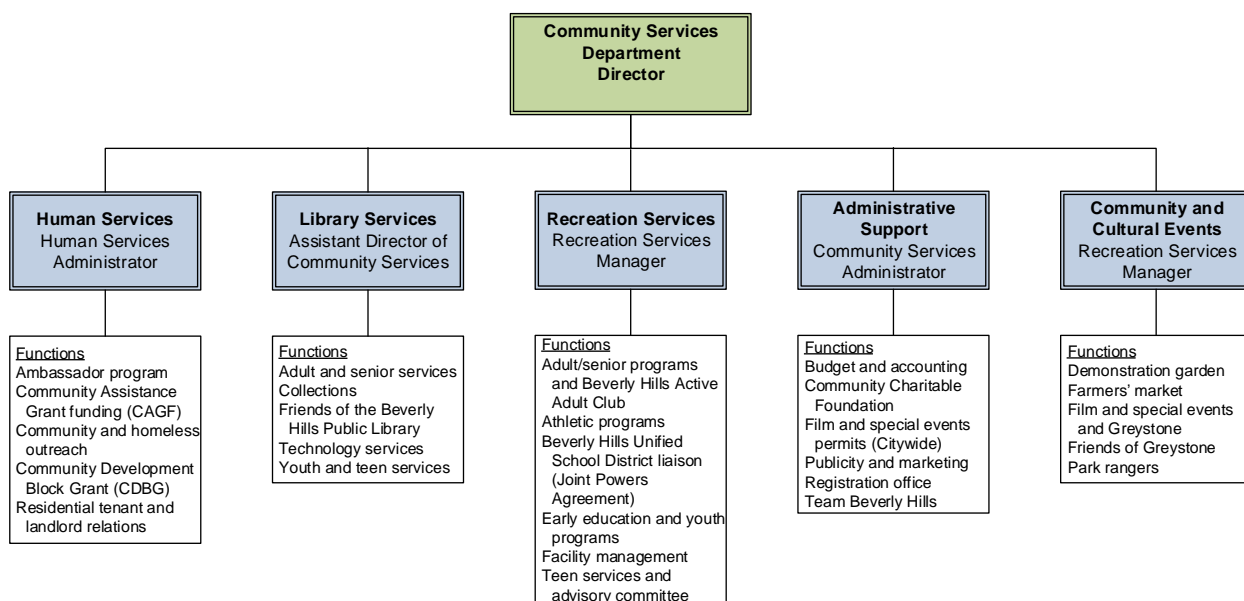 Community Services
Department
Director
Human Services
Human Services
Administrator
Library Services
Assistant Director of
Community Services
Recreation Services
Recreation Services
Manager
Administrative
Support
Community Services
Administrator
Community and
Cultural Events
Recreation Services
Manager
Functions
Ambassador program
Community Assistance
Grant funding (CAGF)
Community and homeless
outreach
Community Development
Block Grant (CDBG)
Residential tenant and
landlord relations
Functions
Adult and senior services
Collections
Friends of the Beverly
Hills Public Library
Technology services
Youth and teen services
Functions
Adult/senior programs
and Beverly Hills Active
Adult Club
Athletic programs
Beverly Hills Unified
School District liaison
(Joint Powers
Agreement)
Early education and youth
programs
Facility management
Teen services and
advisory committee
Functions
Budget and accounting
Community Charitable
Foundation
Film and special events
permits (Citywide)
Publicity and marketing
Registration office
Team Beverly Hills
Functions
Demonstration garden
Farmers’ market
Film and special events
and Greystone
Friends of Greystone
Park rangers